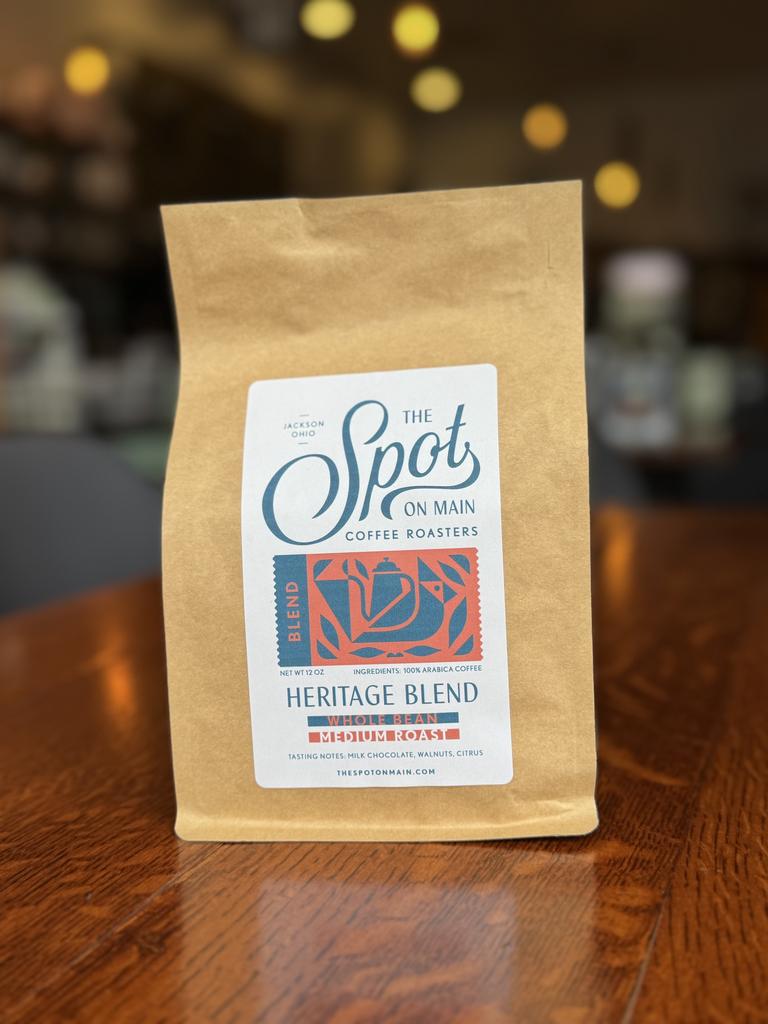 JACKSON
OHIO
THE
Spot
ON MAIN
COFFEE ROASTERS
BLEND
NET WT 12 OZ
INGREDIENTS: 100% ARABICA COFFEE
HERITAGE BLEND
WHOLE BEAN
MEDIUM ROAST
TASTING NOTES: MILK CHOCOLATE, WALNUTS, CITRUS
THESPOTONMAIN.COM